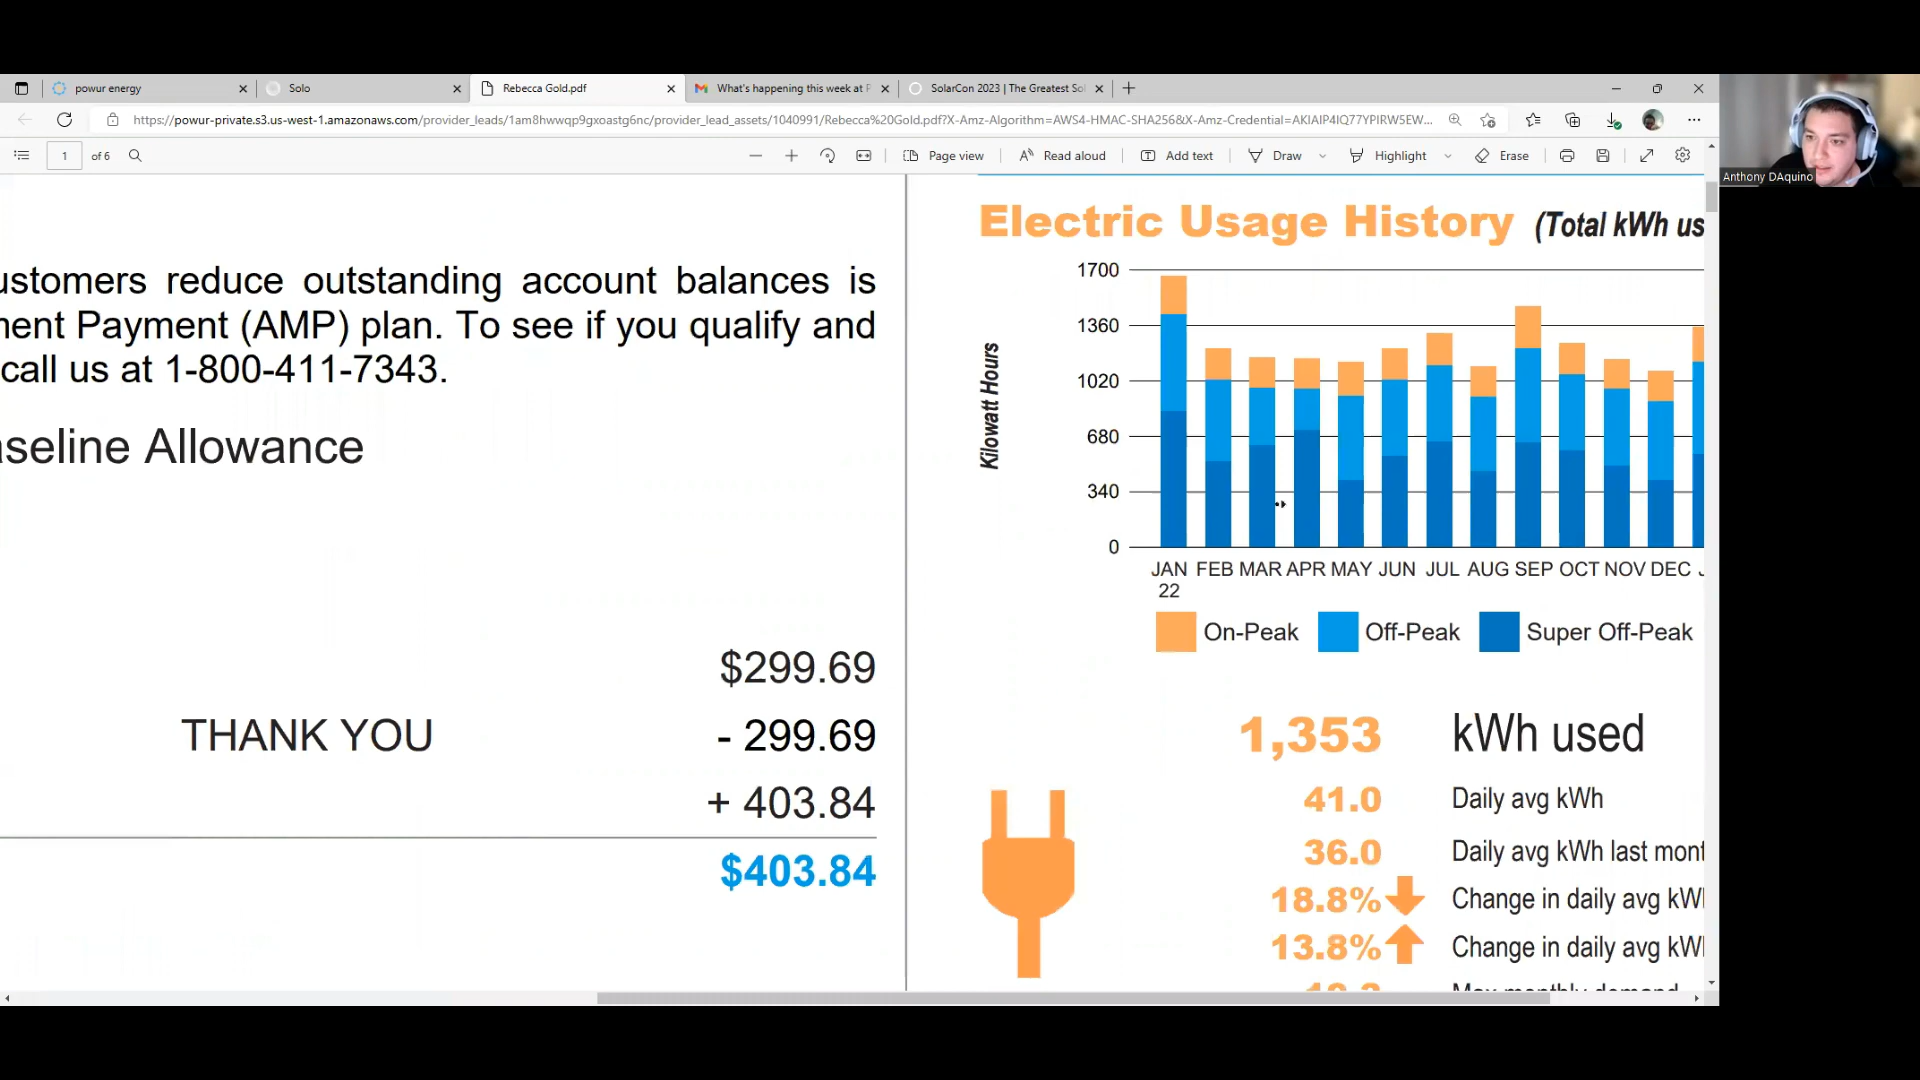 powur energy
Solo
Rebecca Gold.pdf
What's happening this week at P
SolarCon 2023 | The Greatest Sol
https://powur-private.s3.us-west-1.amazonaws.com/provider_leads/1am8hwwqp9gxoastg6nc/provider_lead_assets/1040991/Rebecca%20Gold.pdf?X-Amz-Algorithm=AWS4-HMAC-SHA256&X-Amz-Credential=AKIAIP4IQ77YPIRW5EW...
1 of 6
Page view
Read aloud
Add text
Draw
Highlight
Erase
Anthony DAquino
ustomers reduce outstanding account balances is
ment Payment (AMP) plan. To see if you qualify and
call us at 1-800-411-7343.
aseline Allowance
$299.69
THANK YOU - 299.69
+ 403.84
$403.84
Electric Usage History (Total kWh us
Kilowatt Hours
1700
1360
1020
680
340
0
JAN FEB MAR APR MAY JUN JUL AUG SEP OCT NOV DEC J
22
On-Peak Off-Peak Super Off-Peak
1,353 kWh used
41.0 Daily avg kWh
36.0 Daily avg kWh last mont
18.8% Change in daily avg kWl
13.8% Change in daily avg kWl
Max monthly demand